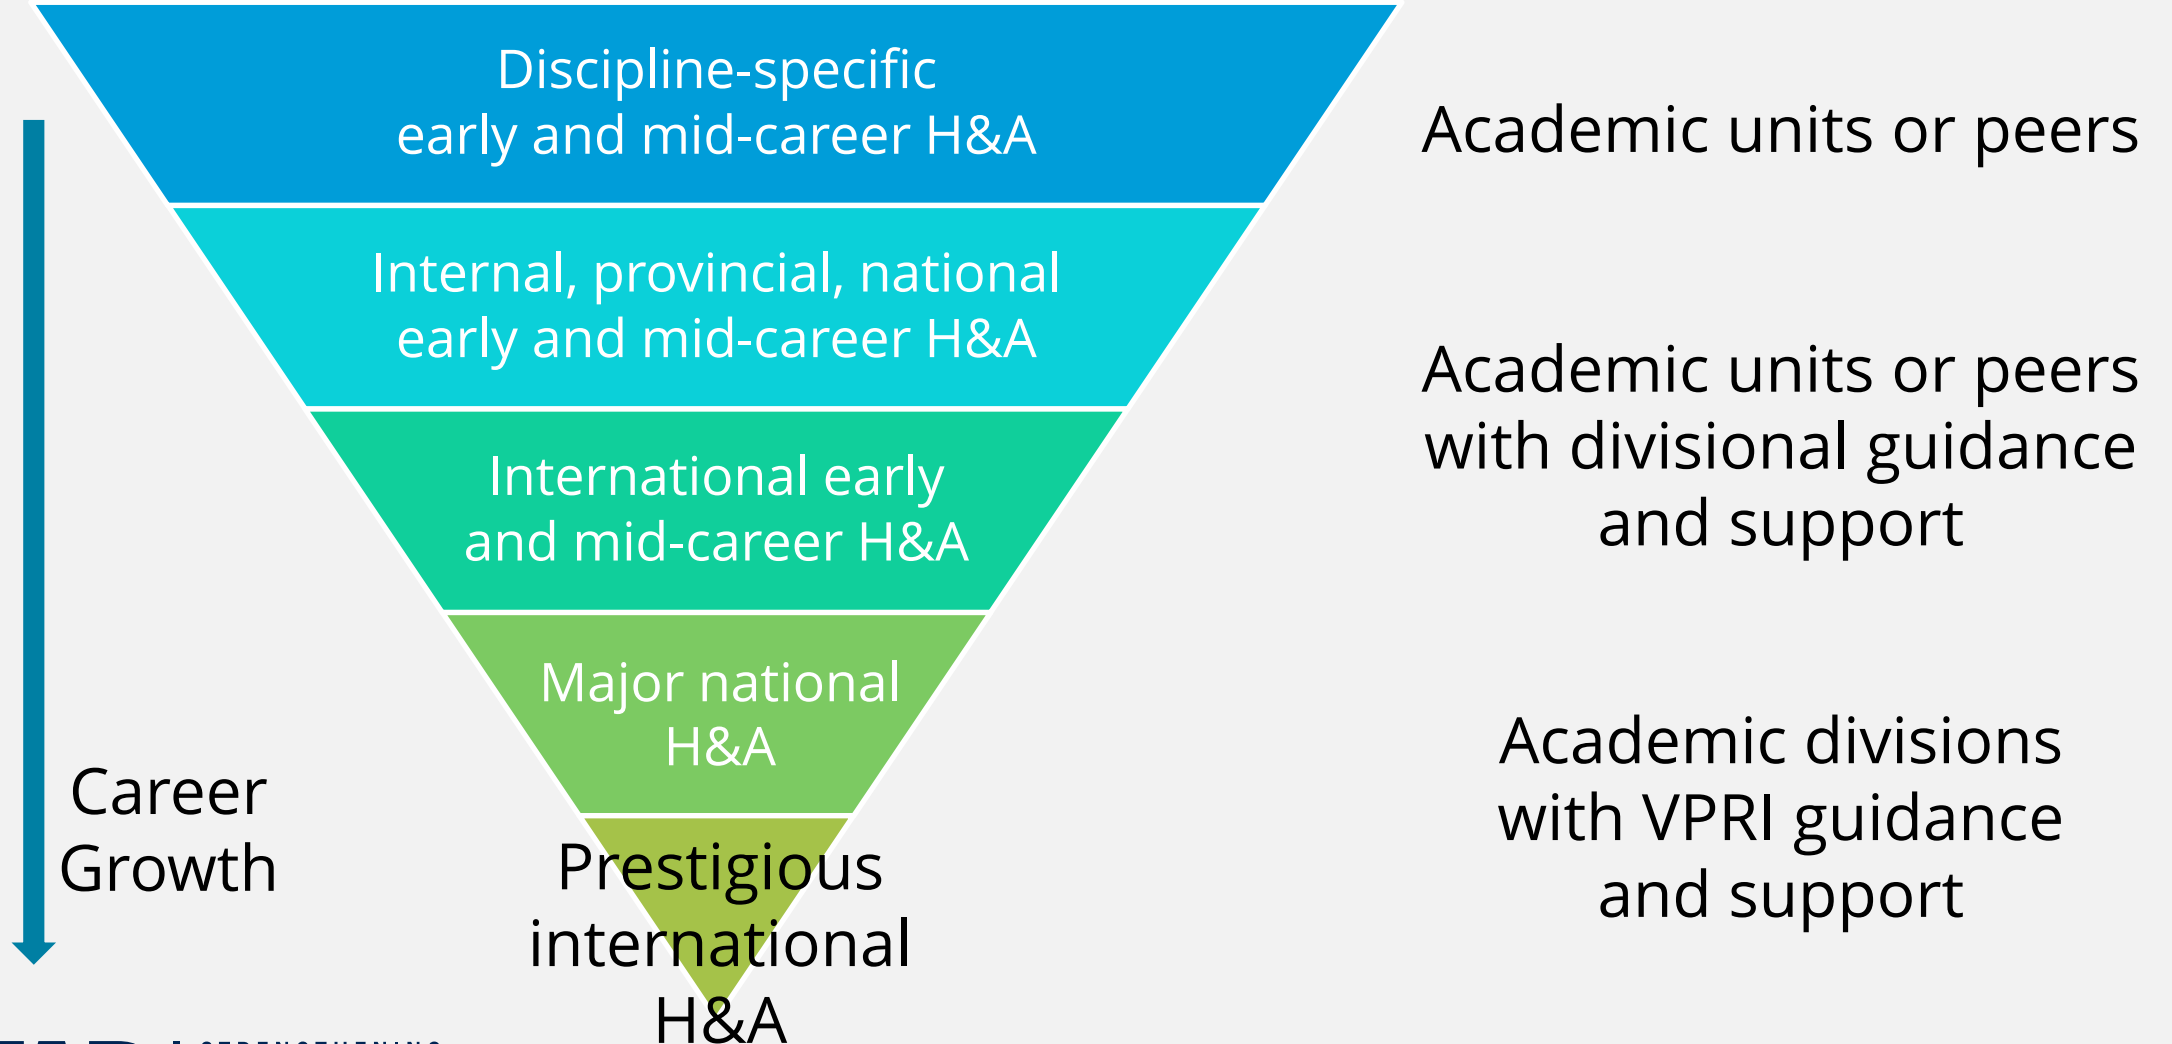 Discipline-specific
early and mid-career H&A
Academic units or peers
Internal, provincial, national
early and mid-career H&A
Academic units or peers
with divisional guidance
and support
International early
and mid-career H&A
Major national
H&A
Academic divisions
with VPRI guidance
and support
Career
Growth
Prestigious
international
H&A